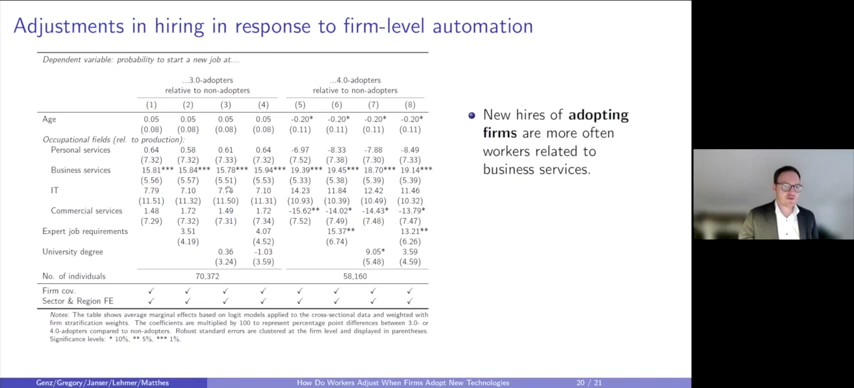 Adjustments in hiring in response to firm-level automation
Dependent variable: probability to start a new job at....
...3.0-adopters ...4.0-adopters
relative to non-adopters relative to non-adopters
(1) (2) (3) (4) (5) (6) (7) (8)
Age 0.05 0.05 0.05 0.05 -0.20* -0.20* -0.20* -0.20*
(0.08) (0.08) (0.08) (0.08) (0.11) (0.11) (0.11) (0.11)
Occupational fields (rel. to production):
Personal services 0.64 0.58 0.61 0.64 -6.97 -8.33 -7.88 -8.49
(7.32) (7.32) (7.33) (7.32) (7.52) (7.38) (7.30) (7.33)
Business services 15.81*** 15.84*** 15.78*** 15.94*** 19.39*** 19.45*** 18.70*** 19.14***
(5.56) (5.57) (5.51) (5.53) (5.33) (5.38) (5.39) (5.39)
IT 7.79 7.10 7.10 14.23 11.84 12.42 11.46
(11.51) (11.32) (11.50) (11.31) (10.93) (10.39) (10.49) (10.32)
Commercial services 1.48 1.72 1.49 1.72 -15.62** -14.02* -14.43* -13.79*
(7.29) (7.32) (7.31) (7.34) (7.52) (7.49) (7.48) (7.47)
Expert job requirements 3.51 4.07 15.37** 13.21**
(4.19) (4.52) (6.74) (6.26)
University degree 0.36 -1.03 9.05* 3.59
(3.24) (3.59) (5.48) (4.59)
No. of individuals 70,372 58,160
Firm cov. ✓ ✓ ✓ ✓ ✓ ✓ ✓ ✓
Sector & Region FE ✓ ✓ ✓ ✓ ✓ ✓ ✓ ✓
Notes: The table shows average marginal effects based on logit models applied to the cross-sectional data and weighted with
firm stratification weights. The coefficients are multiplied by 100 to represent percentage point differences between 3.0- or
4.0-adopters compared to non-adopters. Robust standard errors are clustered at the firm level and displayed in parentheses.
Significance levels: * 10%, ** 5%, *** 1%.
New hires of adopting
firms are more often
workers related to
business services.
Genz/Gregory/Janser/Lehmer/Matthes How Do Workers Adjust When Firms Adopt New Technologies 20 / 21